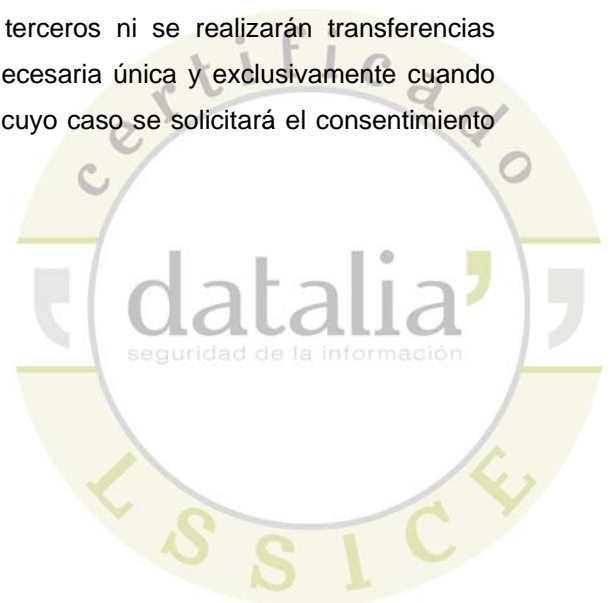 terceros ni se realizarán transferencias
ecesaria única y exclusivamente cuando
cuyo caso se solicitará el consentimiento
certificado
datalia
seguridad de la información
LSSICE